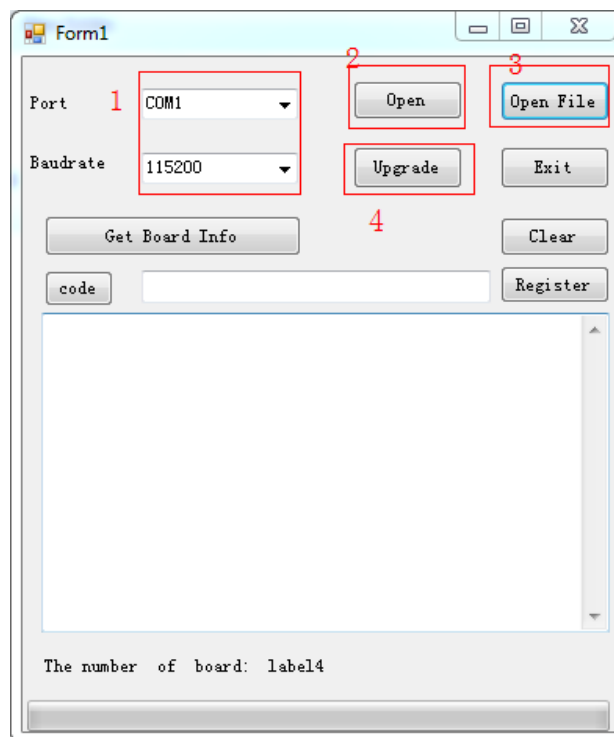 Form1
2
3
Port
1
COM1
Open
Open File
Baudrate
115200
Upgrade
Exit
4
Get Board Info
Clear
code
Register
The number of board: label4